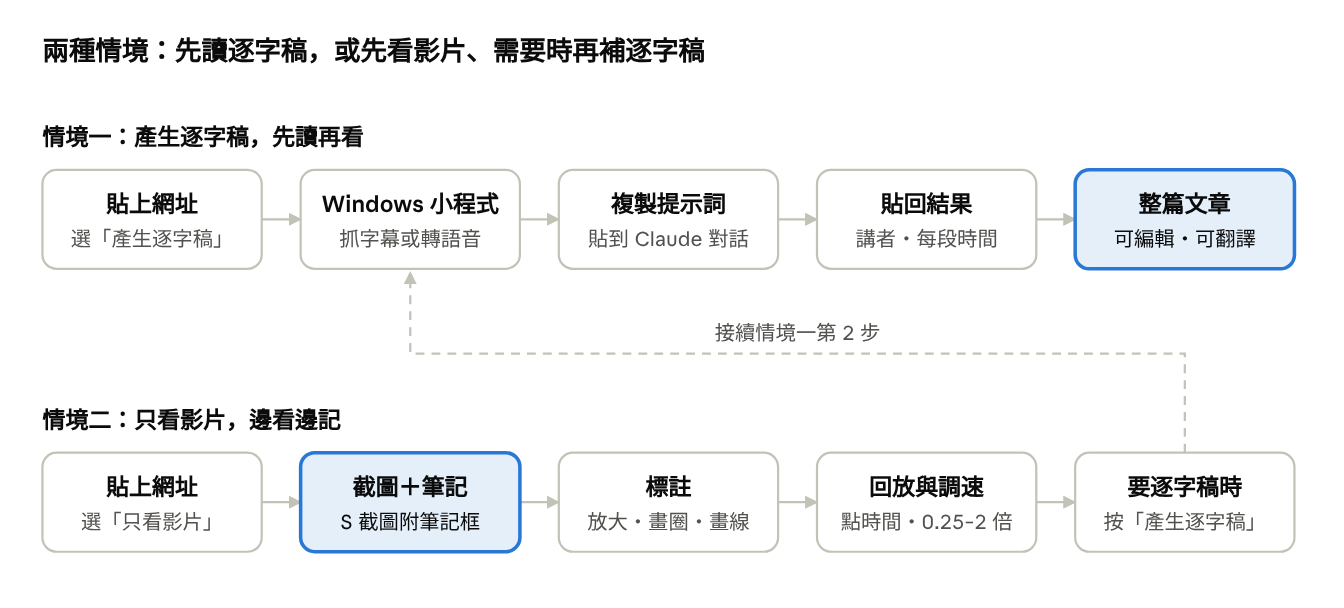 兩種情境：先讀逐字稿，或先看影片、需要時再補逐字稿
情境一：產生逐字稿，先讀再看
貼上網址
選「產生逐字稿」
Windows 小程式
抓字幕或轉語音
複製提示詞
貼到 Claude 對話
貼回結果
講者・每段時間
整篇文章
可編輯・可翻譯
接續情境一第 2 步
情境二：只看影片，邊看邊記
貼上網址
選「只看影片」
截圖＋筆記
S 截圖附筆記框
標註
放大・畫圈・畫線
回放與調速
點時間・0.25-2 倍
要逐字稿時
按「產生逐字稿」